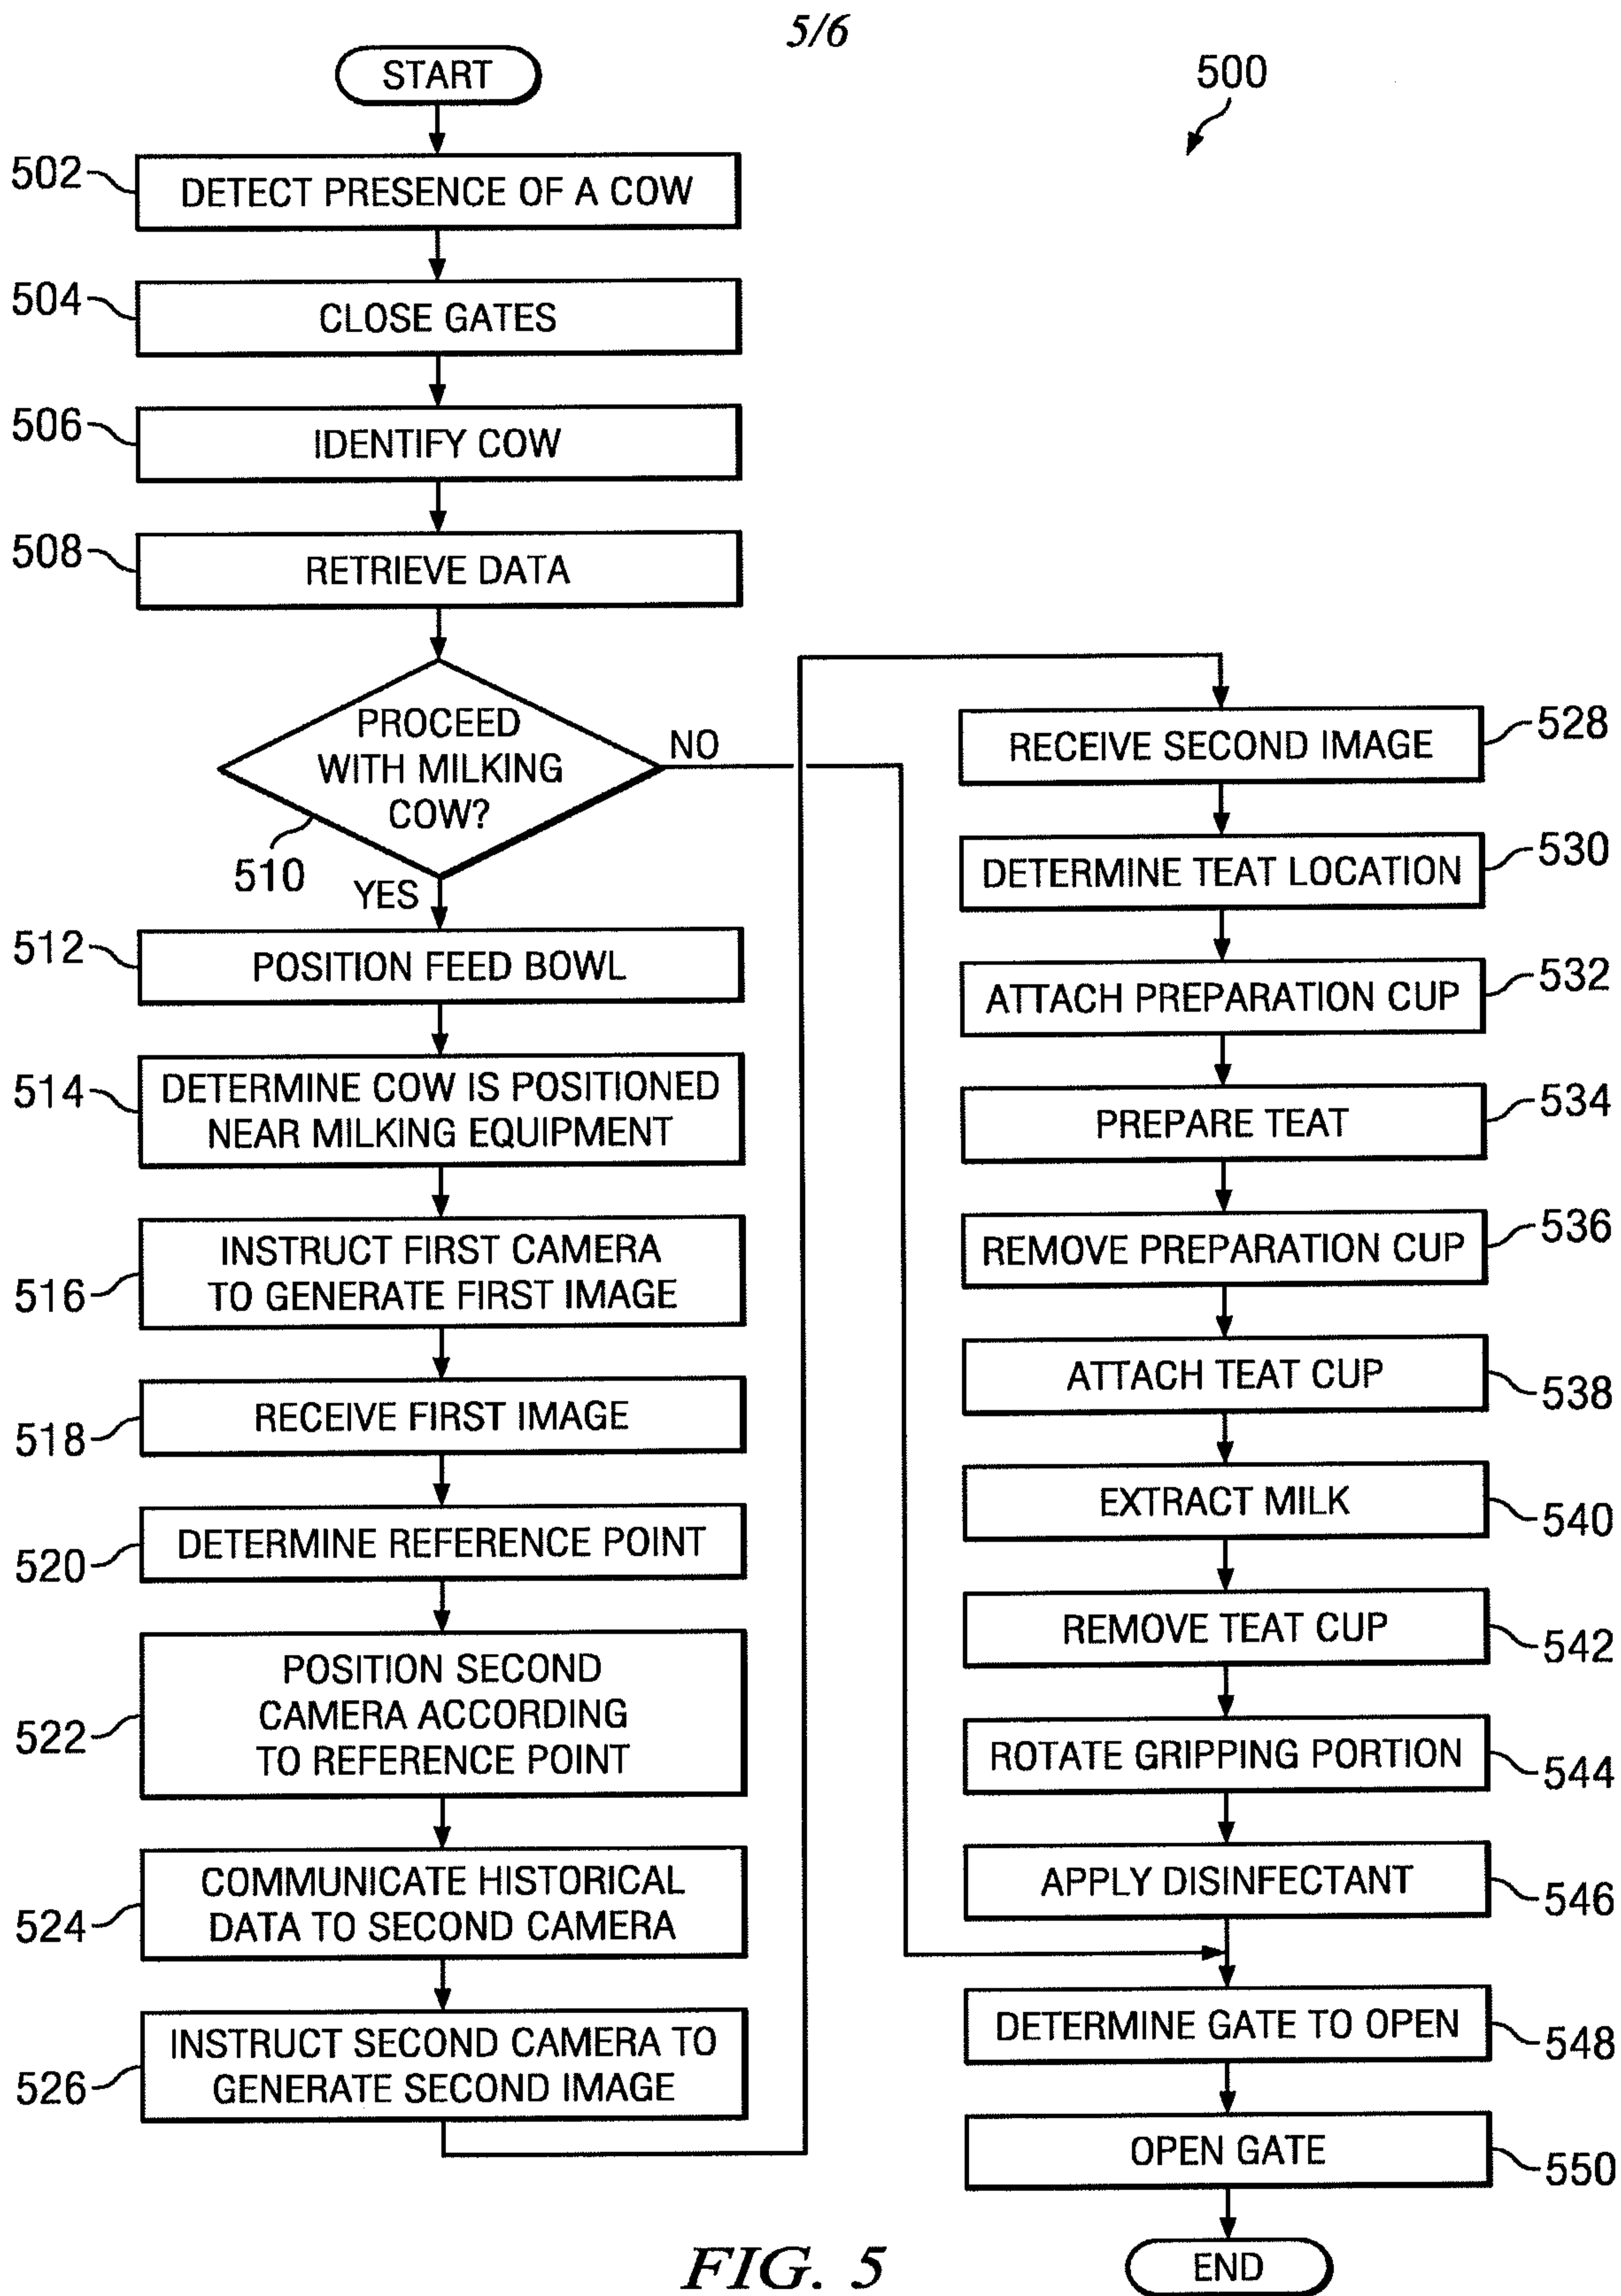 5/6
500
START
502
DETECT PRESENCE OF A COW
504
CLOSE GATES
506
IDENTIFY COW
508
RETRIEVE DATA
PROCEED
WITH MILKING
COW?
510
NO
YES
512
POSITION FEED BOWL
514
DETERMINE COW IS POSITIONED
NEAR MILKING EQUIPMENT
516
INSTRUCT FIRST CAMERA
TO GENERATE FIRST IMAGE
518
RECEIVE FIRST IMAGE
520
DETERMINE REFERENCE POINT
522
POSITION SECOND
CAMERA ACCORDING
TO REFERENCE POINT
524
COMMUNICATE HISTORICAL
DATA TO SECOND CAMERA
526
INSTRUCT SECOND CAMERA TO
GENERATE SECOND IMAGE
RECEIVE SECOND IMAGE
528
DETERMINE TEAT LOCATION
530
ATTACH PREPARATION CUP
532
PREPARE TEAT
534
REMOVE PREPARATION CUP
536
ATTACH TEAT CUP
538
EXTRACT MILK
540
REMOVE TEAT CUP
542
ROTATE GRIPPING PORTION
544
APPLY DISINFECTANT
546
DETERMINE GATE TO OPEN
548
OPEN GATE
550
END
FIG. 5